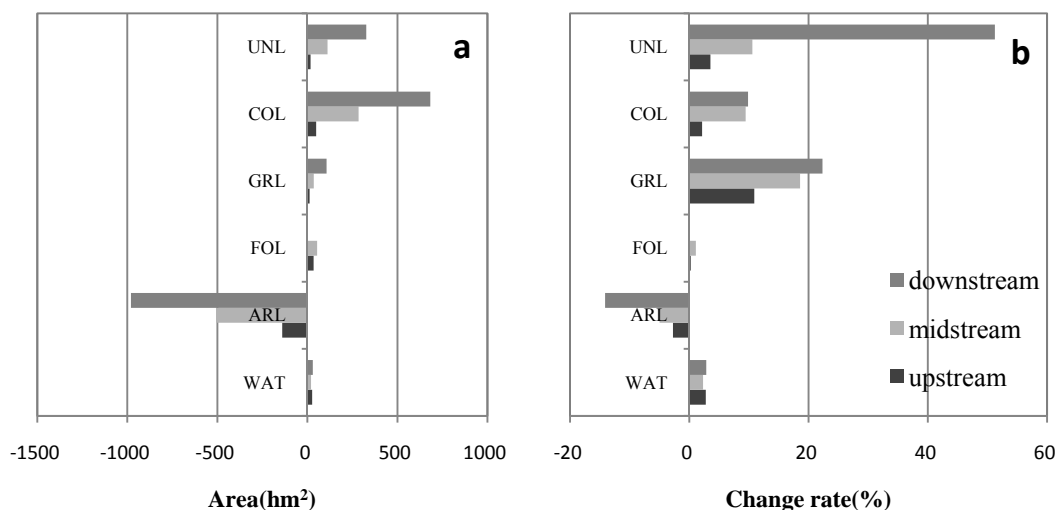 a
UNL
COL
GRL
FOL
ARL
WAT
-1500 -1000 -500 0 500 1000
Area(hm²)
b
UNL
COL
GRL
FOL
ARL
WAT
downstream
midstream
upstream
-20 0 20 40 60
Change rate(%)